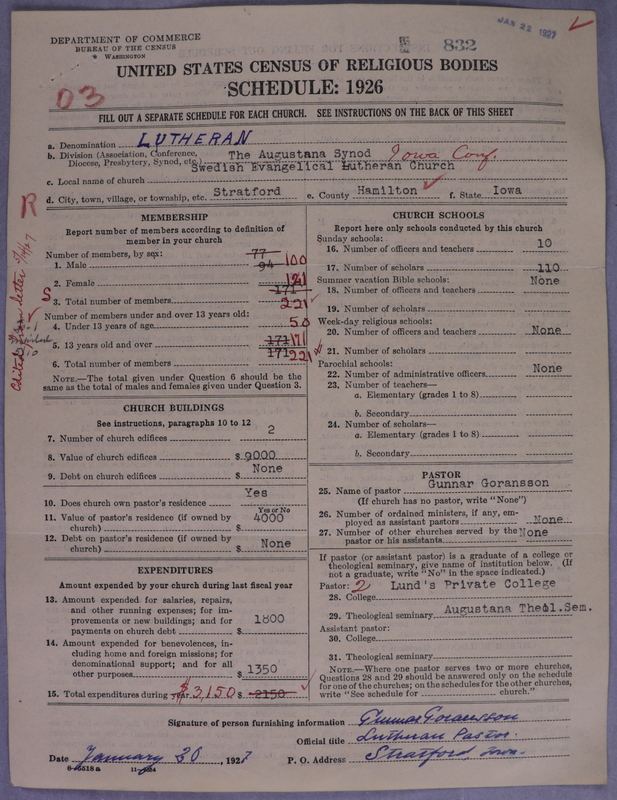 DEPARTMENT OF COMMERCE
BUREAU OF THE CENSUS
WASHINGTON
832
JAN 22 1927
UNITED STATES CENSUS OF RELIGIOUS BODIES
SCHEDULE: 1926
03
FILL OUT A SEPARATE SCHEDULE FOR EACH CHURCH. SEE INSTRUCTIONS ON THE BACK OF THIS SHEET
a. Denomination LUTHERAN
b. Division (Association, Conference, Diocese, Presbytery, Synod, etc.) The Augustana Synod Iowa Conf.
Swedish Evangelical Lutheran Church
c. Local name of church
d. City, town, village, or township, etc. Stratford e. County Hamilton f. State Iowa
R
MEMBERSHIP
Report number of members according to definition of
member in your church
Number of members, by sex: 77
1. Male 94 100
2. Female 121
171
3. Total number of members 221
Number of members under and over 13 years old:
4. Under 13 years of age 50
5. 13 years old and over 171 171
6. Total number of members 171 221
NOTE.—The total given under Question 6 should be
same as the total of males and females given under Question 3.
CHURCH BUILDINGS
See instructions, paragraphs 10 to 12
7. Number of church edifices 2
8. Value of church edifices $ 9000
9. Debt on church edifices $ None
10. Does church own pastor's residence Yes
Yes or No
11. Value of pastor's residence (if owned by
church) $ 4000
12. Debt on pastor's residence (if owned by
church) $ None
EXPENDITURES
Amount expended by your church during last fiscal year
13. Amount expended for salaries, repairs,
and other running expenses; for im-
provements or new buildings; and for
payments on church debt $ 1800
14. Amount expended for benevolences, in-
cluding home and foreign missions; for
denominational support; and for all
other purposes $ 1350
15. Total expenditures during year $3,150 $ 2150
CHURCH SCHOOLS
Report here only schools conducted by this church
Sunday schools:
16. Number of officers and teachers 10
17. Number of scholars 110
Summer vacation Bible schools: None
18. Number of officers and teachers
19. Number of scholars
Week-day religious schools:
20. Number of officers and teachers None
21. Number of scholars
Parochial schools:
22. Number of administrative officers None
23. Number of teachers—
a. Elementary (grades 1 to 8)
b. Secondary
24. Number of scholars—
a. Elementary (grades 1 to 8)
b. Secondary
PASTOR
25. Name of pastor Gunnar Goransson
(If church has no pastor, write "None")
26. Number of ordained ministers, if any, em-
ployed as assistant pastors None
27. Number of other churches served by the
pastor or his assistants None
If pastor (or assistant pastor) is a graduate of a college or
theological seminary, give name of institution below. (If
not a graduate, write "No" in the space indicated.)
Pastor: 2 Lund's Private College
28. College
29. Theological seminary Augustana Theol.Sem.
Assistant pastor:
30. College
31. Theological seminary
NOTE.—Where one pastor serves two or more churches,
Questions 28 and 29 should be answered only on the schedule
for one of the churches; on the schedules for the other churches,
write "See schedule for church."
Signature of person furnishing information Gunnar Goransson
Official title Lutheran Pastor.
Date January 20, 1927 P. O. Address Stratford, Iowa.